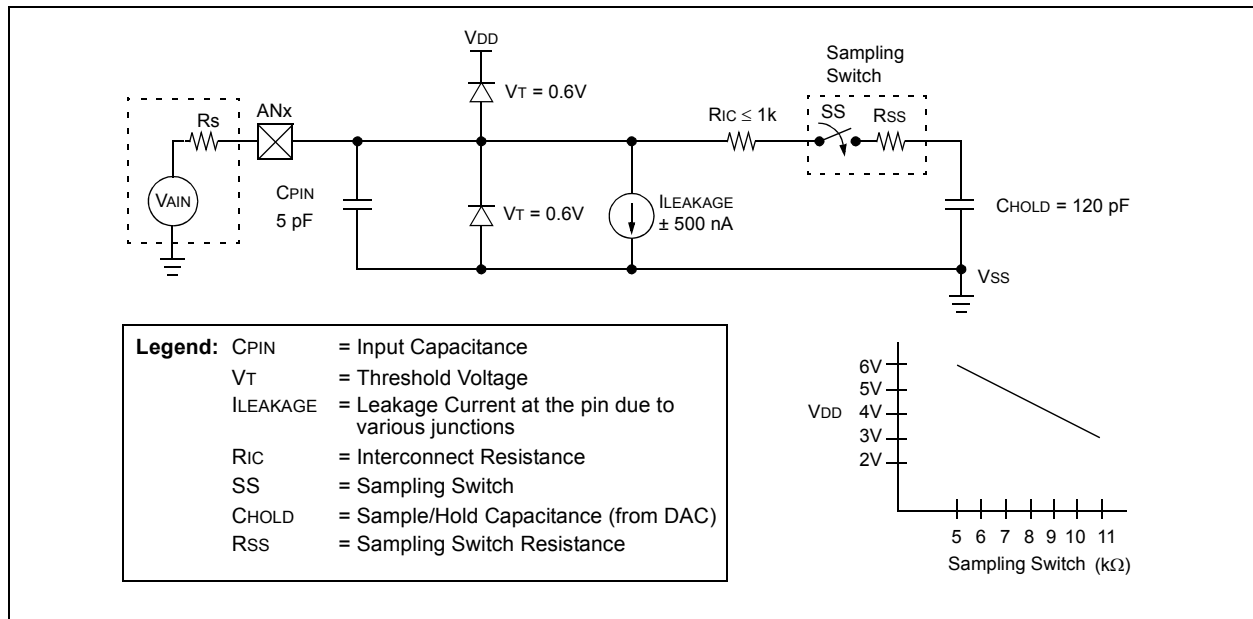 VDD
Sampling
Switch
VT = 0.6V
ANx
Rs
RIC ≤ 1k
SS
RSS
VAIN
CPIN
5 pF
VT = 0.6V
ILEAKAGE
± 500 nA
CHOLD = 120 pF
VSS
Legend: CPIN = Input Capacitance
VT = Threshold Voltage
ILEAKAGE = Leakage Current at the pin due to
various junctions
RIC = Interconnect Resistance
SS = Sampling Switch
CHOLD = Sample/Hold Capacitance (from DAC)
RSS = Sampling Switch Resistance
6V
5V
VDD 4V
3V
2V
5 6 7 8 9 10 11
Sampling Switch (kΩ)